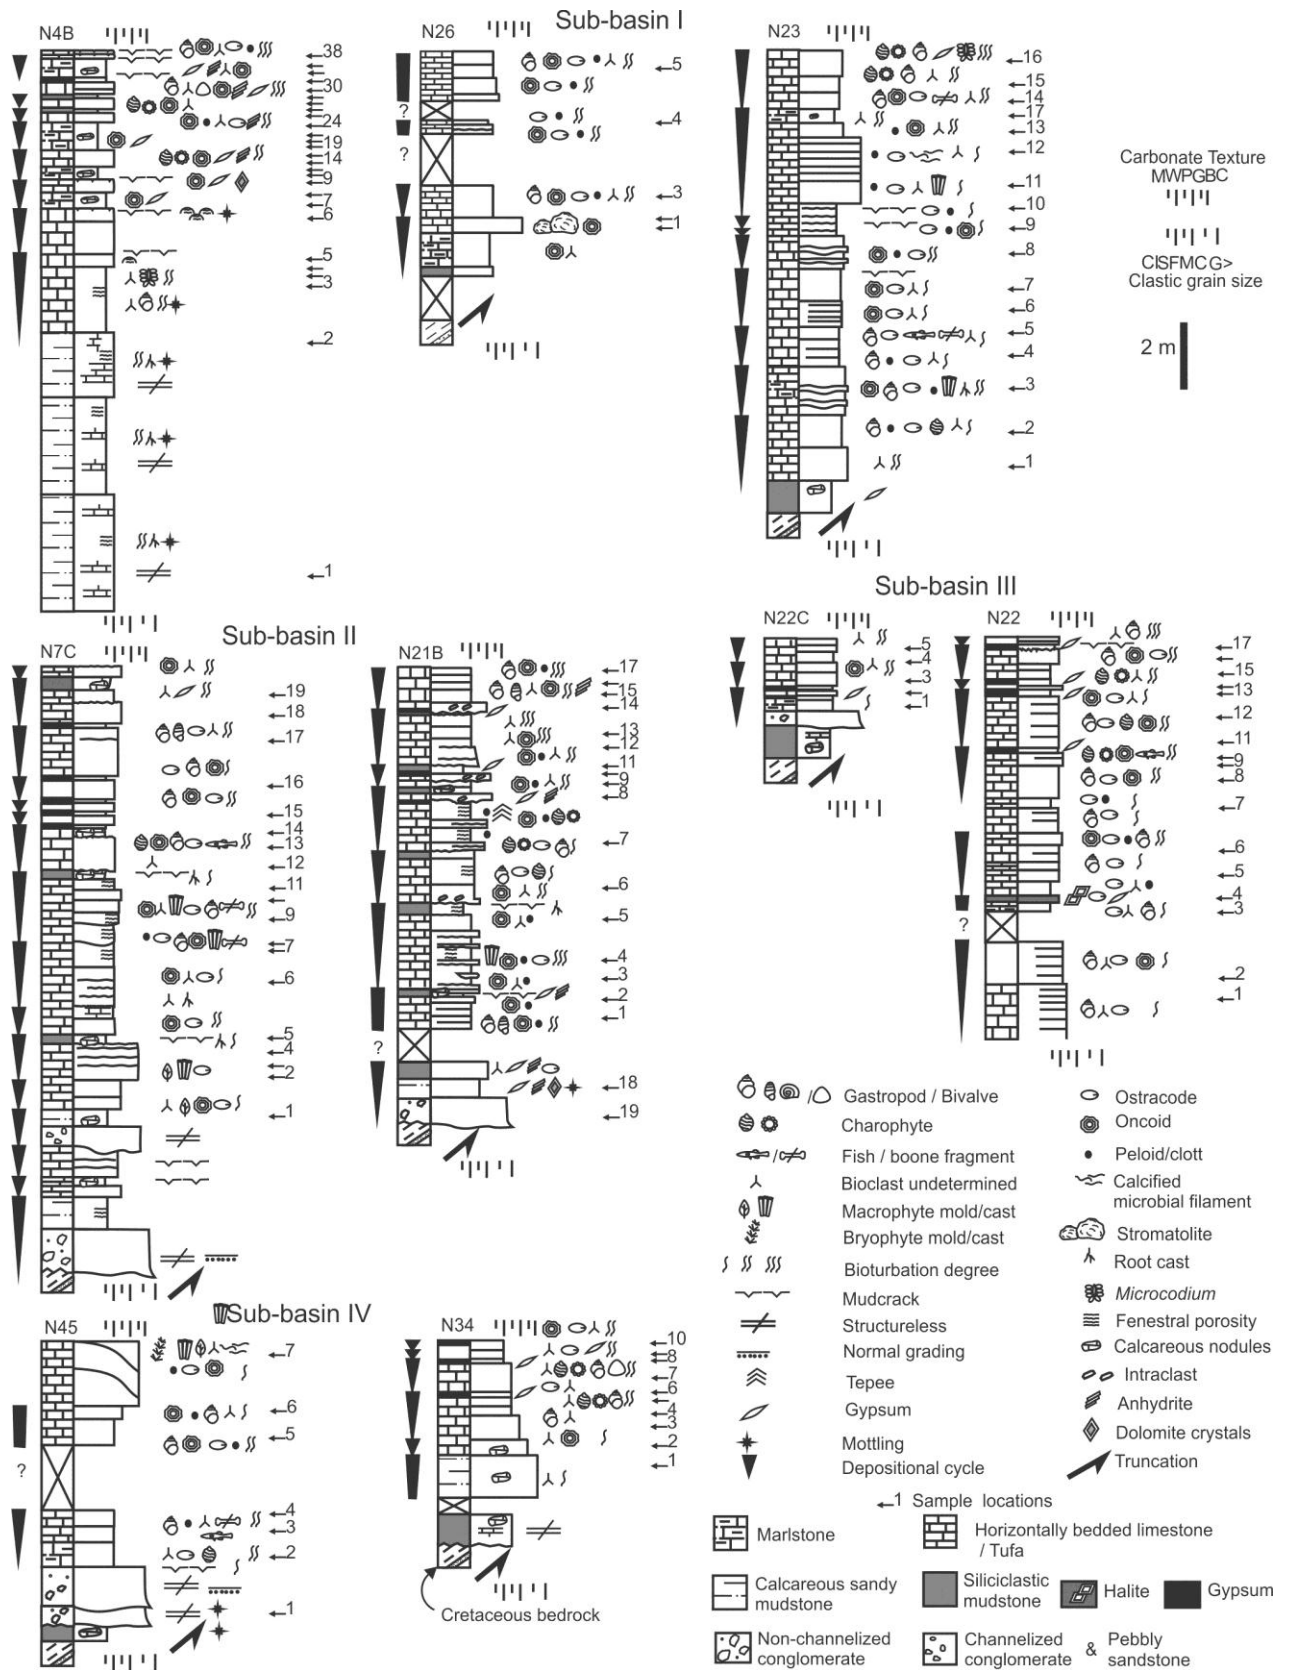 Sub-basin I
N4B
38
30
24
19
14
9
7
6
5
3
2
1
N26
5
4
3
1
?
?
N23
16
15
14
17
13
12
11
10
9
8
7
6
5
4
3
2
1
Carbonate Texture
MWPGBC
CISFMCG>
Clastic grain size
2 m
Sub-basin II
N7C
19
18
17
16
15
14
13
12
11
9
7
6
5
4
2
1
N21B
17
15
14
13
12
11
9
8
7
6
5
4
3
2
1
18
19
?
Sub-basin III
N22C
5
4
3
1
N22
17
15
13
12
11
9
8
7
6
5
4
3
2
1
?
Sub-basin IV
N45
7
6
5
4
3
2
1
?
N34
10
8
7
6
4
3
2
1
Cretaceous bedrock
Gastropod / Bivalve
Charophyte
Fish / boone fragment
Bioclast undetermined
Macrophyte mold/cast
Bryophyte mold/cast
Bioturbation degree
Mudcrack
Structureless
Normal grading
Tepee
Gypsum
Mottling
Depositional cycle
Ostracode
Oncoid
Peloid/clott
Calcified
microbial filament
Stromatolite
Root cast
Microcodium
Fenestral porosity
Calcareous nodules
Intraclast
Anhydrite
Dolomite crystals
Truncation
1 Sample locations
Marlstone
Horizontally bedded limestone
/ Tufa
Calcareous sandy
mudstone
Siliciclastic
mudstone
Halite
Gypsum
Non-channelized
conglomerate
Channelized
conglomerate
&
Pebbly
sandstone